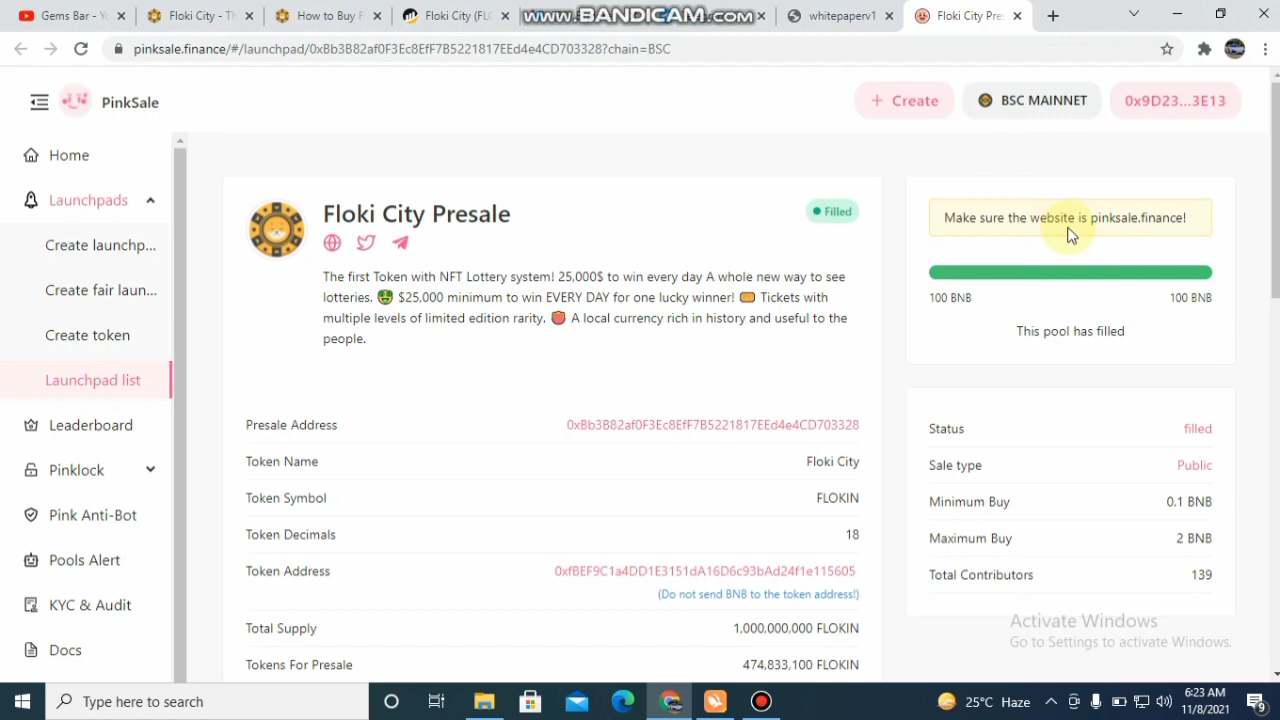 Gems Bar - Y
Floki City - Th
How to Buy F
Floki City (FLO
www.BANDICAM.com
whitepaperv1
Floki City Pre
pinksale.finance/#/launchpad/0xBb3B82af0F3Ec8EfF7B5221817EEd4e4CD703328?chain=BSC
PinkSale
Create
BSC MAINNET
0x9D23...3E13
Home
Launchpads
Create launchp...
Create fair laun...
Create token
Launchpad list
Leaderboard
Pinklock
Pink Anti-Bot
Pools Alert
KYC & Audit
Docs
Floki City Presale
Filled
The first Token with NFT Lottery system! 25,000$ to win every day A whole new way to see
lotteries. 🤑 $25,000 minimum to win EVERY DAY for one lucky winner! 🎟 Tickets with
multiple levels of limited edition rarity. 🛡 A local currency rich in history and useful to the
people.
Presale Address 0xBb3B82af0F3Ec8EfF7B5221817EEd4e4CD703328
Token Name Floki City
Token Symbol FLOKIN
Token Decimals 18
Token Address 0xfBEF9C1a4DD1E3151dA16D6c93bAd24f1e115605
(Do not send BNB to the token address!)
Total Supply 1,000,000,000 FLOKIN
Tokens For Presale 474,833,100 FLOKIN
Make sure the website is pinksale.finance!
100 BNB 100 BNB
This pool has filled
Status filled
Sale type Public
Minimum Buy 0.1 BNB
Maximum Buy 2 BNB
Total Contributors 139
Activate Windows
Go to Settings to activate Windows.
Type here to search
25°C Haze
6:23 AM
11/8/2021
9